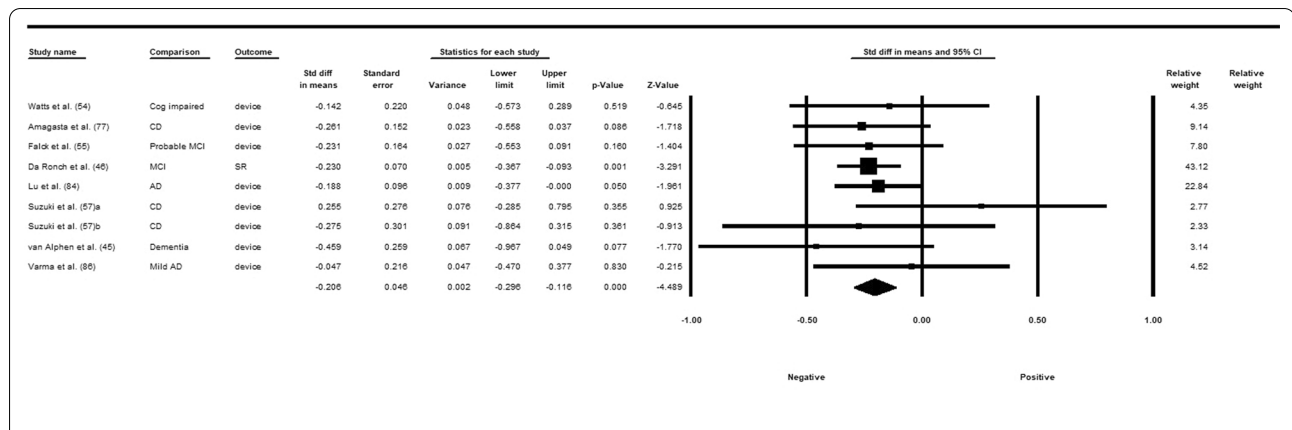 Study name Comparison Outcome Statistics for each study Std diff in means and 95% CI
Std diff in means Standard error Variance Lower limit Upper limit p-Value Z-Value Relative weight Relative weight
Watts et al. (54) Cog impaired device -0.142 0.220 0.048 -0.573 0.289 0.519 -0.645 4.35
Amagasta et al. (77) CD device -0.261 0.152 0.023 -0.558 0.037 0.086 -1.718 9.14
Falck et al. (55) Probable MCI device -0.231 0.164 0.027 -0.553 0.091 0.160 -1.404 7.80
Da Ronch et al. (46) MCI SR -0.230 0.070 0.005 -0.367 -0.093 0.001 -3.291 43.12
Lu et al. (84) AD device -0.188 0.096 0.009 -0.377 -0.000 0.050 -1.961 22.84
Suzuki et al. (57)a CD device 0.255 0.276 0.076 -0.285 0.795 0.355 0.925 2.77
Suzuki et al. (57)b CD device -0.275 0.301 0.091 -0.864 0.315 0.361 -0.913 2.33
van Alphen et al. (45) Dementia device -0.459 0.259 0.067 -0.967 0.049 0.077 -1.770 3.14
Varma et al. (86) Mild AD device -0.047 0.216 0.047 -0.470 0.377 0.830 -0.215 4.52
-0.206 0.046 0.002 -0.296 -0.116 0.000 -4.489
-1.00 -0.50 0.00 0.50 1.00
Negative Positive